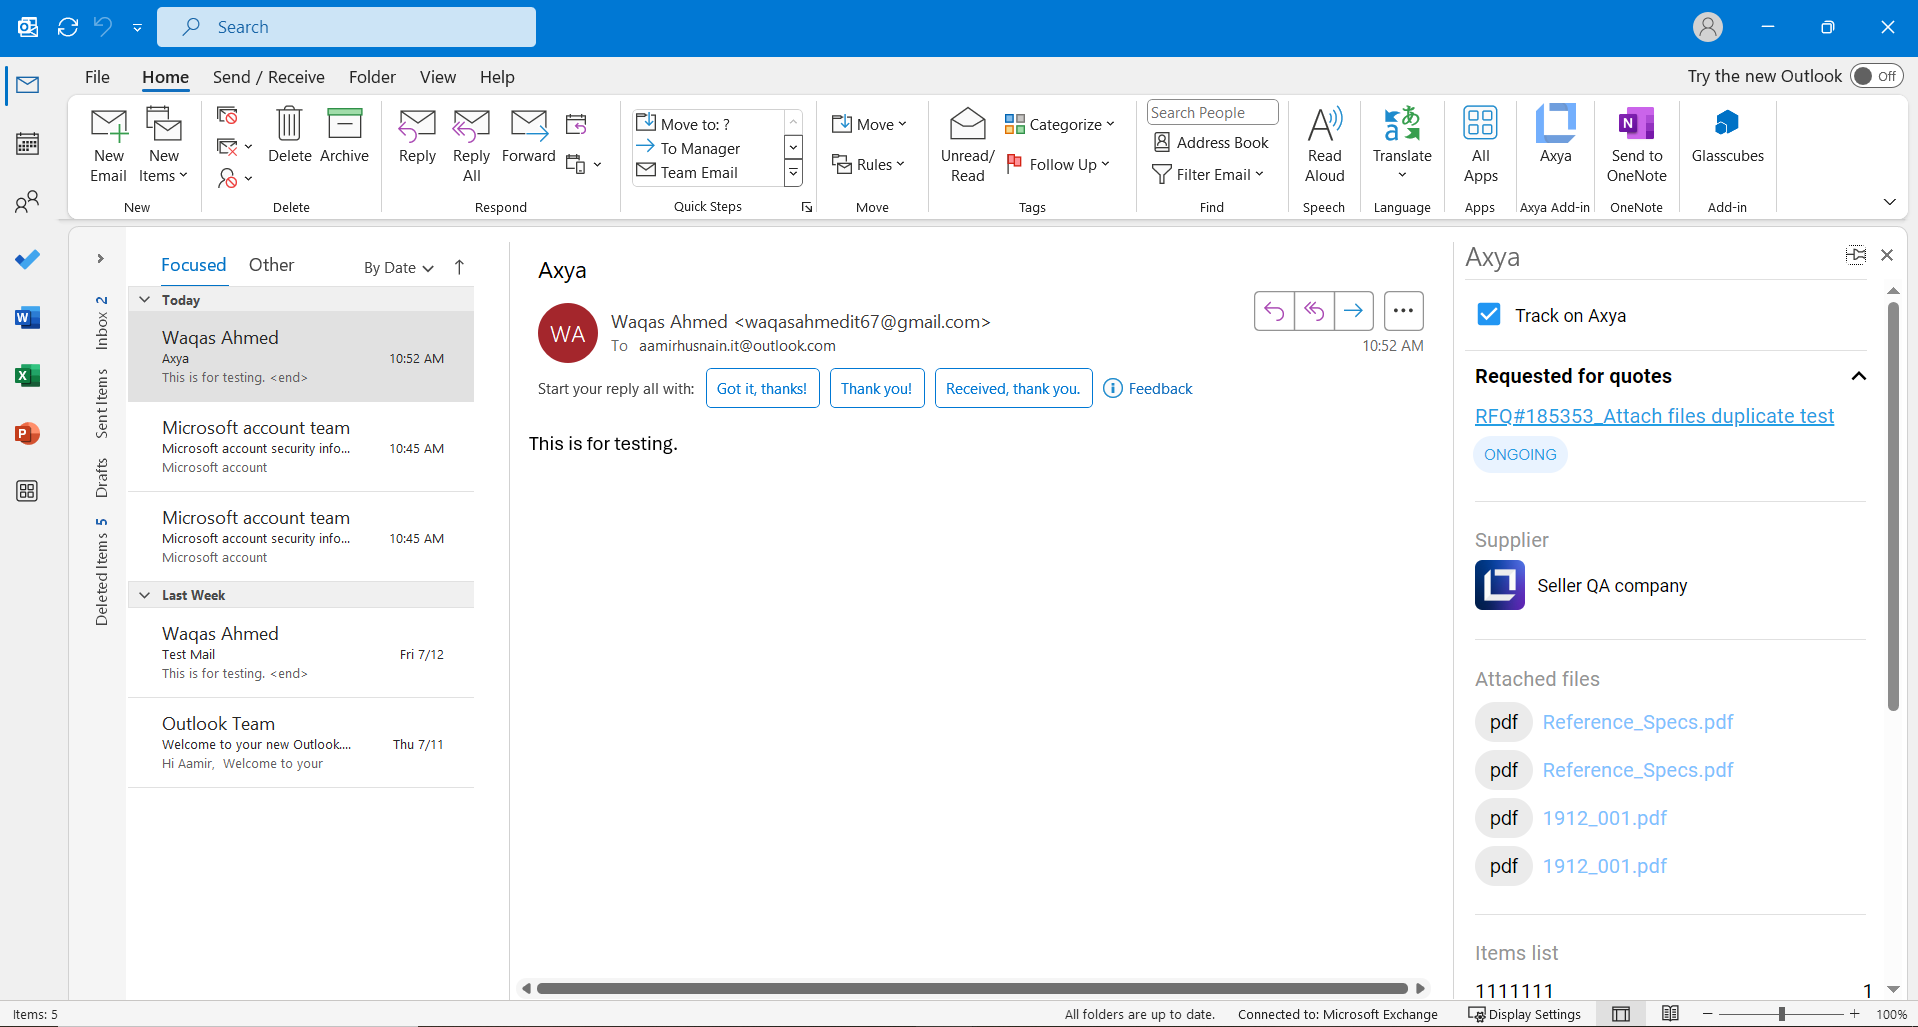 Search
File Home Send / Receive Folder View Help
Try the new Outlook Off
New Email
New Items
New
Delete
Archive
Delete
Reply
Reply All
Forward
Respond
Move to: ?
To Manager
Team Email
Quick Steps
Move
Rules
Move
Unread/ Read
Categorize
Follow Up
Tags
Search People
Address Book
Filter Email
Find
Read Aloud
Speech
Translate
Language
All Apps
Apps
Axya
Axya Add-in
Send to OneNote
OneNote
Glasscubes
Add-in
Inbox 2
Sent Items
Drafts
Deleted Items 5
Focused Other By Date
Today
Waqas Ahmed
Axya 10:52 AM
This is for testing. <end>
Microsoft account team
Microsoft account security info... 10:45 AM
Microsoft account
Microsoft account team
Microsoft account security info... 10:45 AM
Microsoft account
Last Week
Waqas Ahmed
Test Mail Fri 7/12
This is for testing. <end>
Outlook Team
Welcome to your new Outlook.... Thu 7/11
Hi Aamir, Welcome to your
Axya
WA
Waqas Ahmed <waqasahmedit67@gmail.com>
To aamirhusnain.it@outlook.com
10:52 AM
Start your reply all with: Got it, thanks! Thank you! Received, thank you. Feedback
This is for testing.
Axya
Track on Axya
Requested for quotes
RFQ#185353_Attach files duplicate test
ONGOING
Supplier
Seller QA company
Attached files
pdf Reference_Specs.pdf
pdf Reference_Specs.pdf
pdf 1912_001.pdf
pdf 1912_001.pdf
Items list
1111111 1
Items: 5 All folders are up to date. Connected to: Microsoft Exchange Display Settings 100%